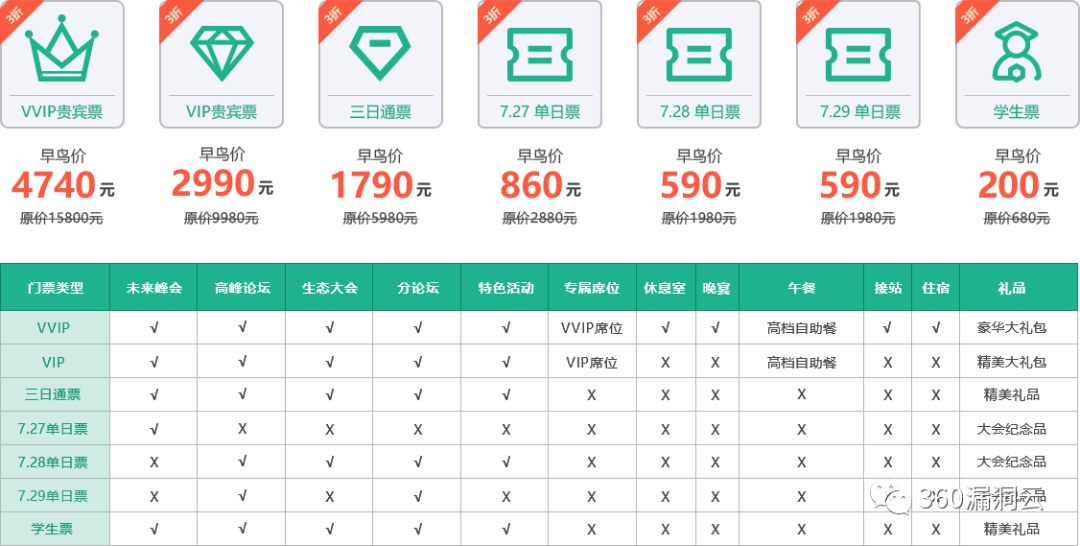 3折 3折 3折 3折 3折 3折 3折
VVIP贵宾票 VIP贵宾票 三日通票 7.27 单日票 7.28 单日票 7.29 单日票 学生票
早鸟价 早鸟价 早鸟价 早鸟价 早鸟价 早鸟价 早鸟价
4740元 2990元 1790元 860元 590元 590元 200元
原价15800元 原价9980元 原价5980元 原价2880元 原价1980元 原价1980元 原价680元
门票类型 未来峰会 高峰论坛 生态大会 分论坛 特色活动 专属席位 休息室 晚宴 午餐 接站 住宿 礼品
VVIP √ √ √ √ √ VVIP席位 √ √ 高档自助餐 √ √ 豪华大礼包
VIP √ √ √ √ √ VIP席位 X X 高档自助餐 X X 精美大礼包
三日通票 √ √ √ √ √ X X X X X X 精美礼品
7.27单日票 √ X X X X X X X X X X 大会纪念品
7.28单日票 X √ √ √ √ X X X X X X 大会纪念品
7.29单日票 X √ X √ X X X X X X X 大会纪念品
360漏洞云
学生票 √ √ √ √ √ X X X X X X 精美礼品